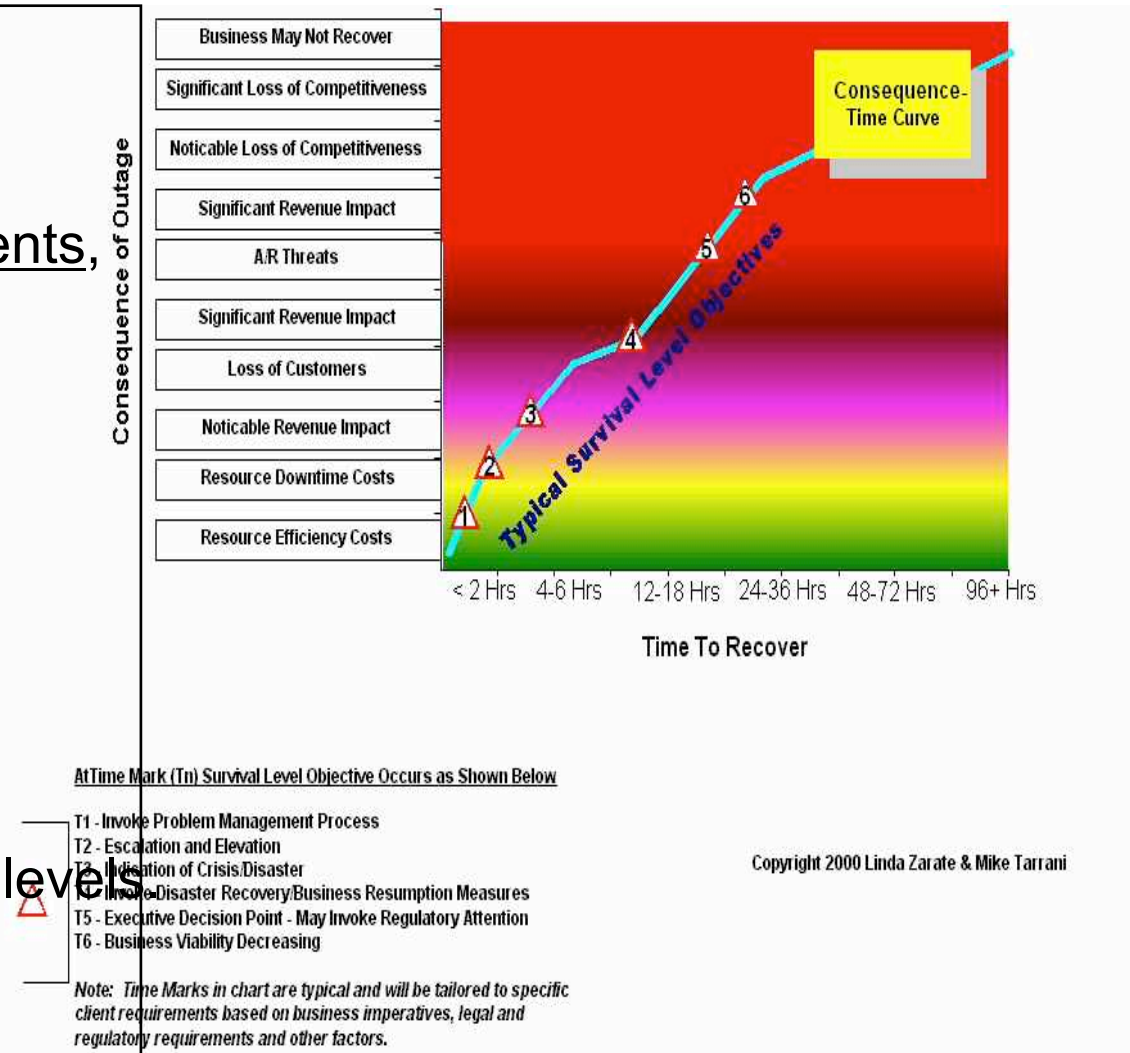 Business May Not Recover
Significant Loss of Competitiveness
Noticable Loss of Competitiveness
Significant Revenue Impact
A/R Threats
Significant Revenue Impact
Loss of Customers
Noticable Revenue Impact
Resource Downtime Costs
Resource Efficiency Costs
Consequence of Outage
ents,
Consequence-
Time Curve
6
5
4
3
2
1
Typical Survival Level Objectives
< 2 Hrs 4-6 Hrs 12-18 Hrs 24-36 Hrs 48-72 Hrs 96+ Hrs
Time To Recover
At Time Mark (Tn) Survival Level Objective Occurs as Shown Below
T1 - Invoke Problem Management Process
T2 - Escalation and Elevation
T3 - Indication of Crisis/Disaster
levels.
T4 - Invoke Disaster Recovery/Business Resumption Measures
T5 - Executive Decision Point - May Invoke Regulatory Attention
T6 - Business Viability Decreasing
Note: Time Marks in chart are typical and will be tailored to specific
client requirements based on business imperatives, legal and
regulatory requirements and other factors.
Copyright 2000 Linda Zarate & Mike Tarrani